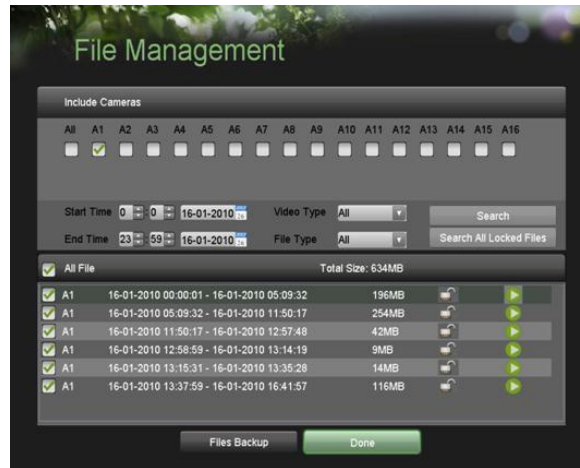 File Management
Include Cameras
All A1 A2 A3 A4 A5 A6 A7 A8 A9 A10 A11 A12 A13 A14 A15 A16
Start Time 0 : 0 16-01-2010 Video Type All Search
End Time 23 : 59 16-01-2010 File Type All Search All Locked Files
All File Total Size: 634MB
A1 16-01-2010 00:00:01 - 16-01-2010 05:09:32 196MB
A1 16-01-2010 05:09:32 - 16-01-2010 11:50:17 254MB
A1 16-01-2010 11:50:17 - 16-01-2010 12:57:48 42MB
A1 16-01-2010 12:58:59 - 16-01-2010 13:14:19 9MB
A1 16-01-2010 13:15:31 - 16-01-2010 13:35:28 14MB
A1 16-01-2010 13:37:59 - 16-01-2010 16:41:57 116MB
Files Backup Done